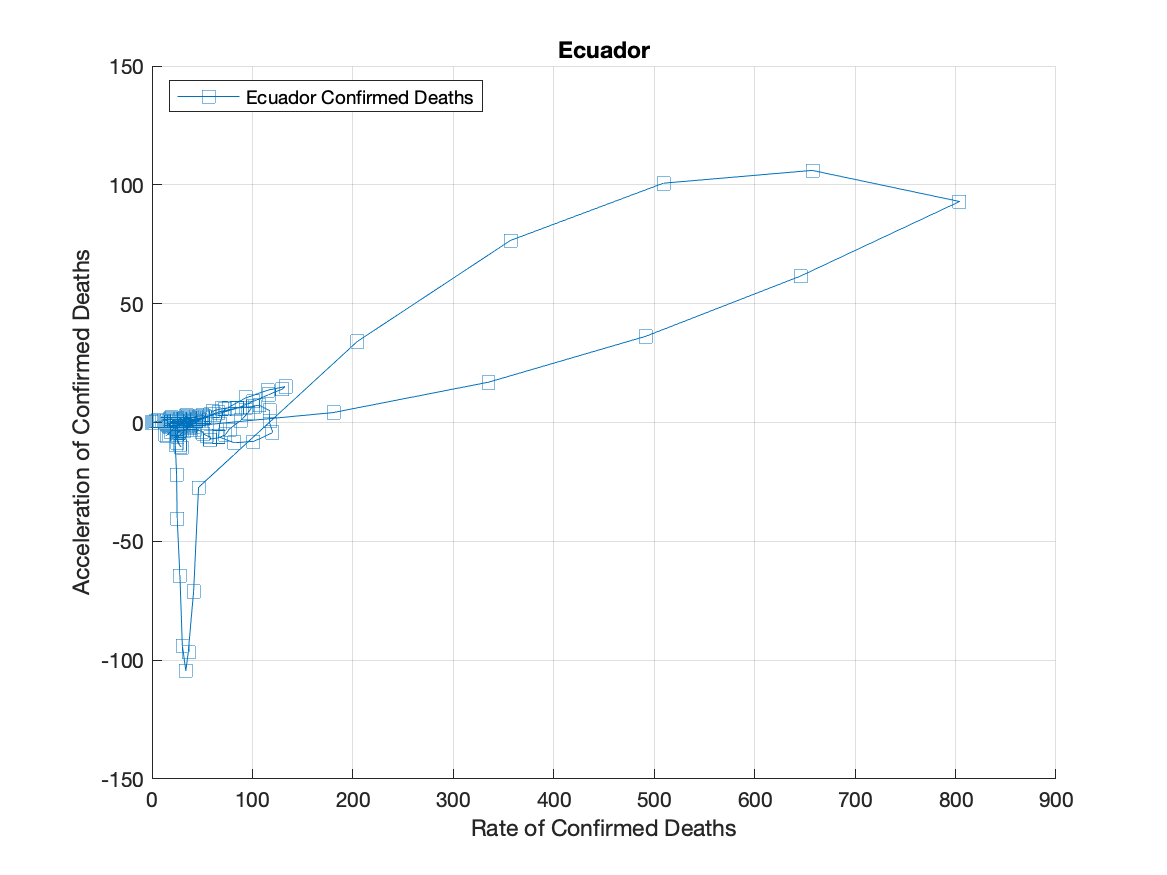 Ecuador
Ecuador Confirmed Deaths
150
100
50
0
-50
-100
-150
Acceleration of Confirmed Deaths
0 100 200 300 400 500 600 700 800 900
Rate of Confirmed Deaths